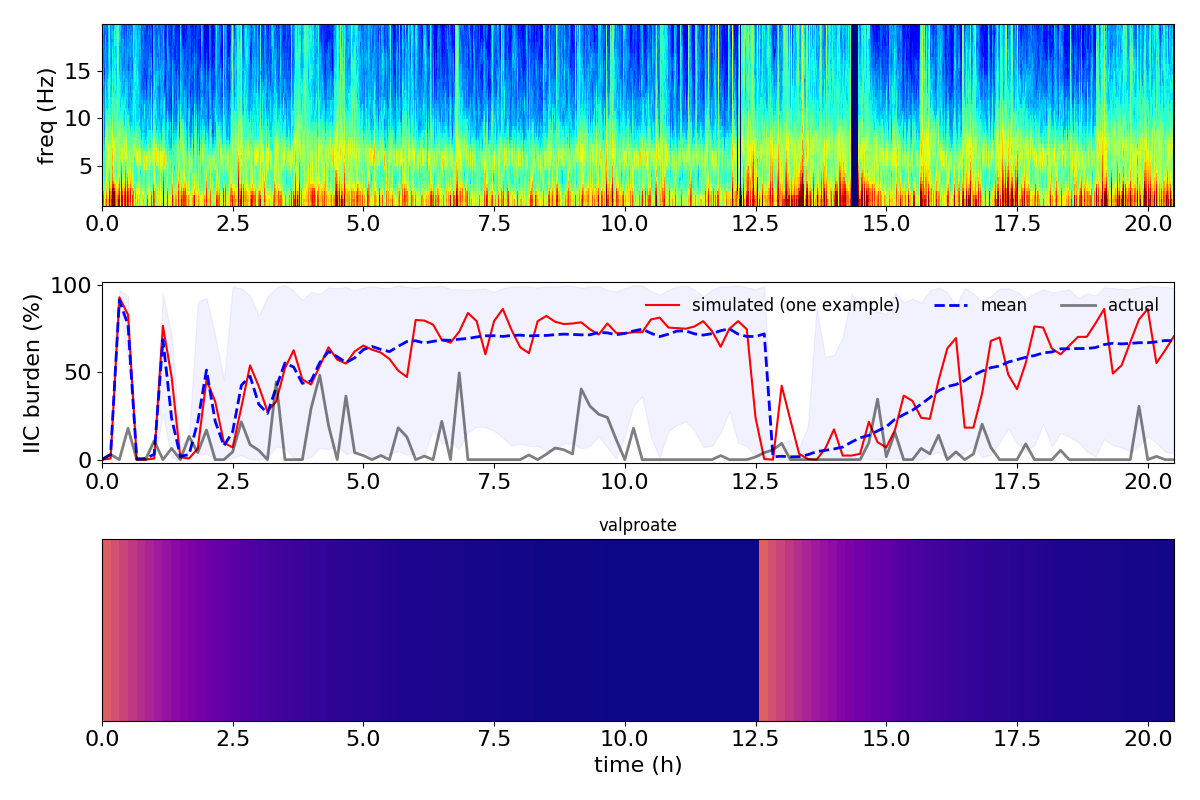 freq (Hz)
15
10
5
0.0 2.5 5.0 7.5 10.0 12.5 15.0 17.5 20.0
IIC burden (%)
100
50
0
simulated (one example) mean actual
0.0 2.5 5.0 7.5 10.0 12.5 15.0 17.5 20.0
valproate
0.0 2.5 5.0 7.5 10.0 12.5 15.0 17.5 20.0
time (h)